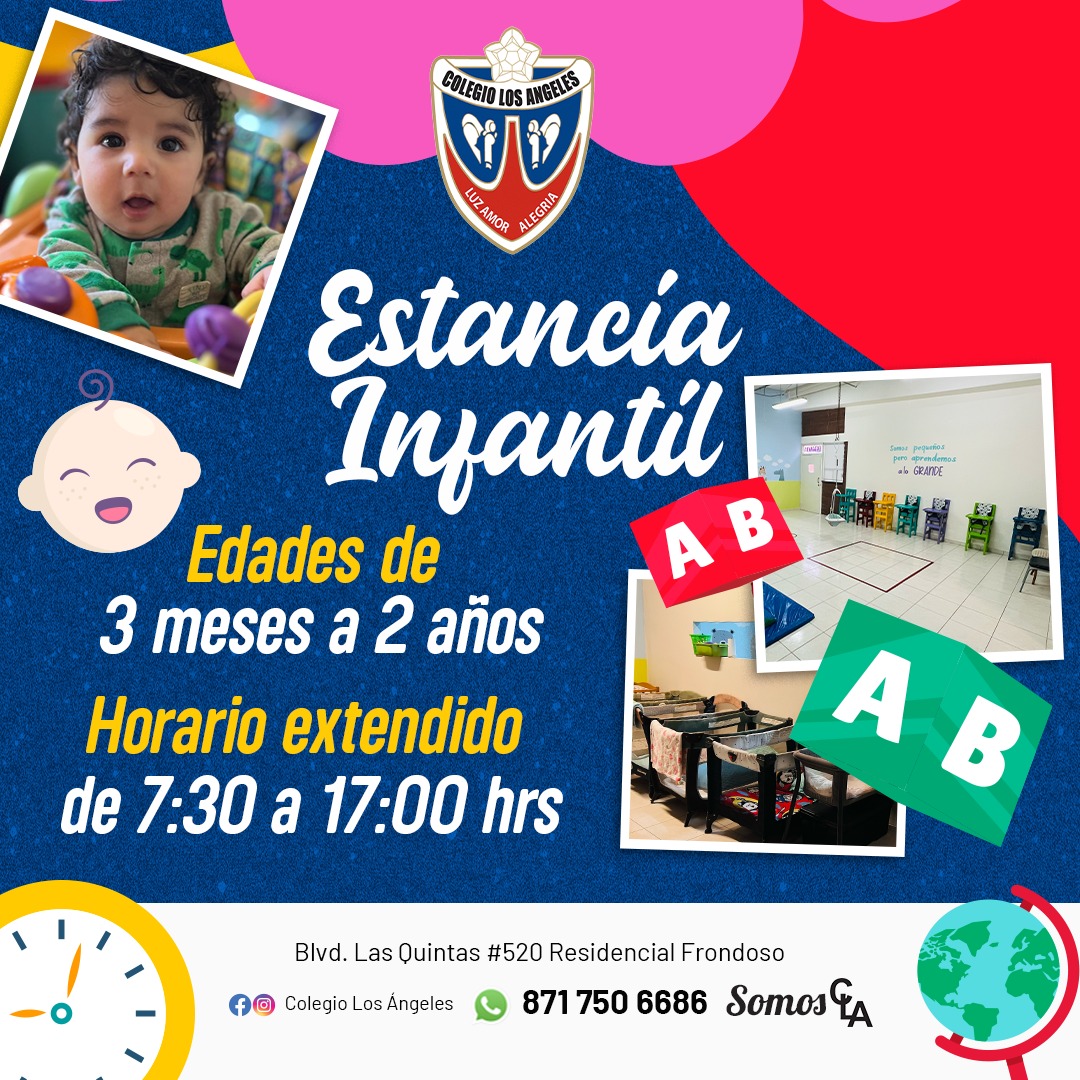 COLEGIO LOS ANGELES
LUZ AMOR ALEGRIA
Estancia
Infantil
Somos pequeños
pero aprendemos
a lo GRANDE
A B
A B
Edades de
3 meses a 2 años
Horario extendido
de 7:30 a 17:00 hrs
Blvd. Las Quintas #520 Residencial Frondoso
Colegio Los Ángeles 871 750 6686 Somos CLA